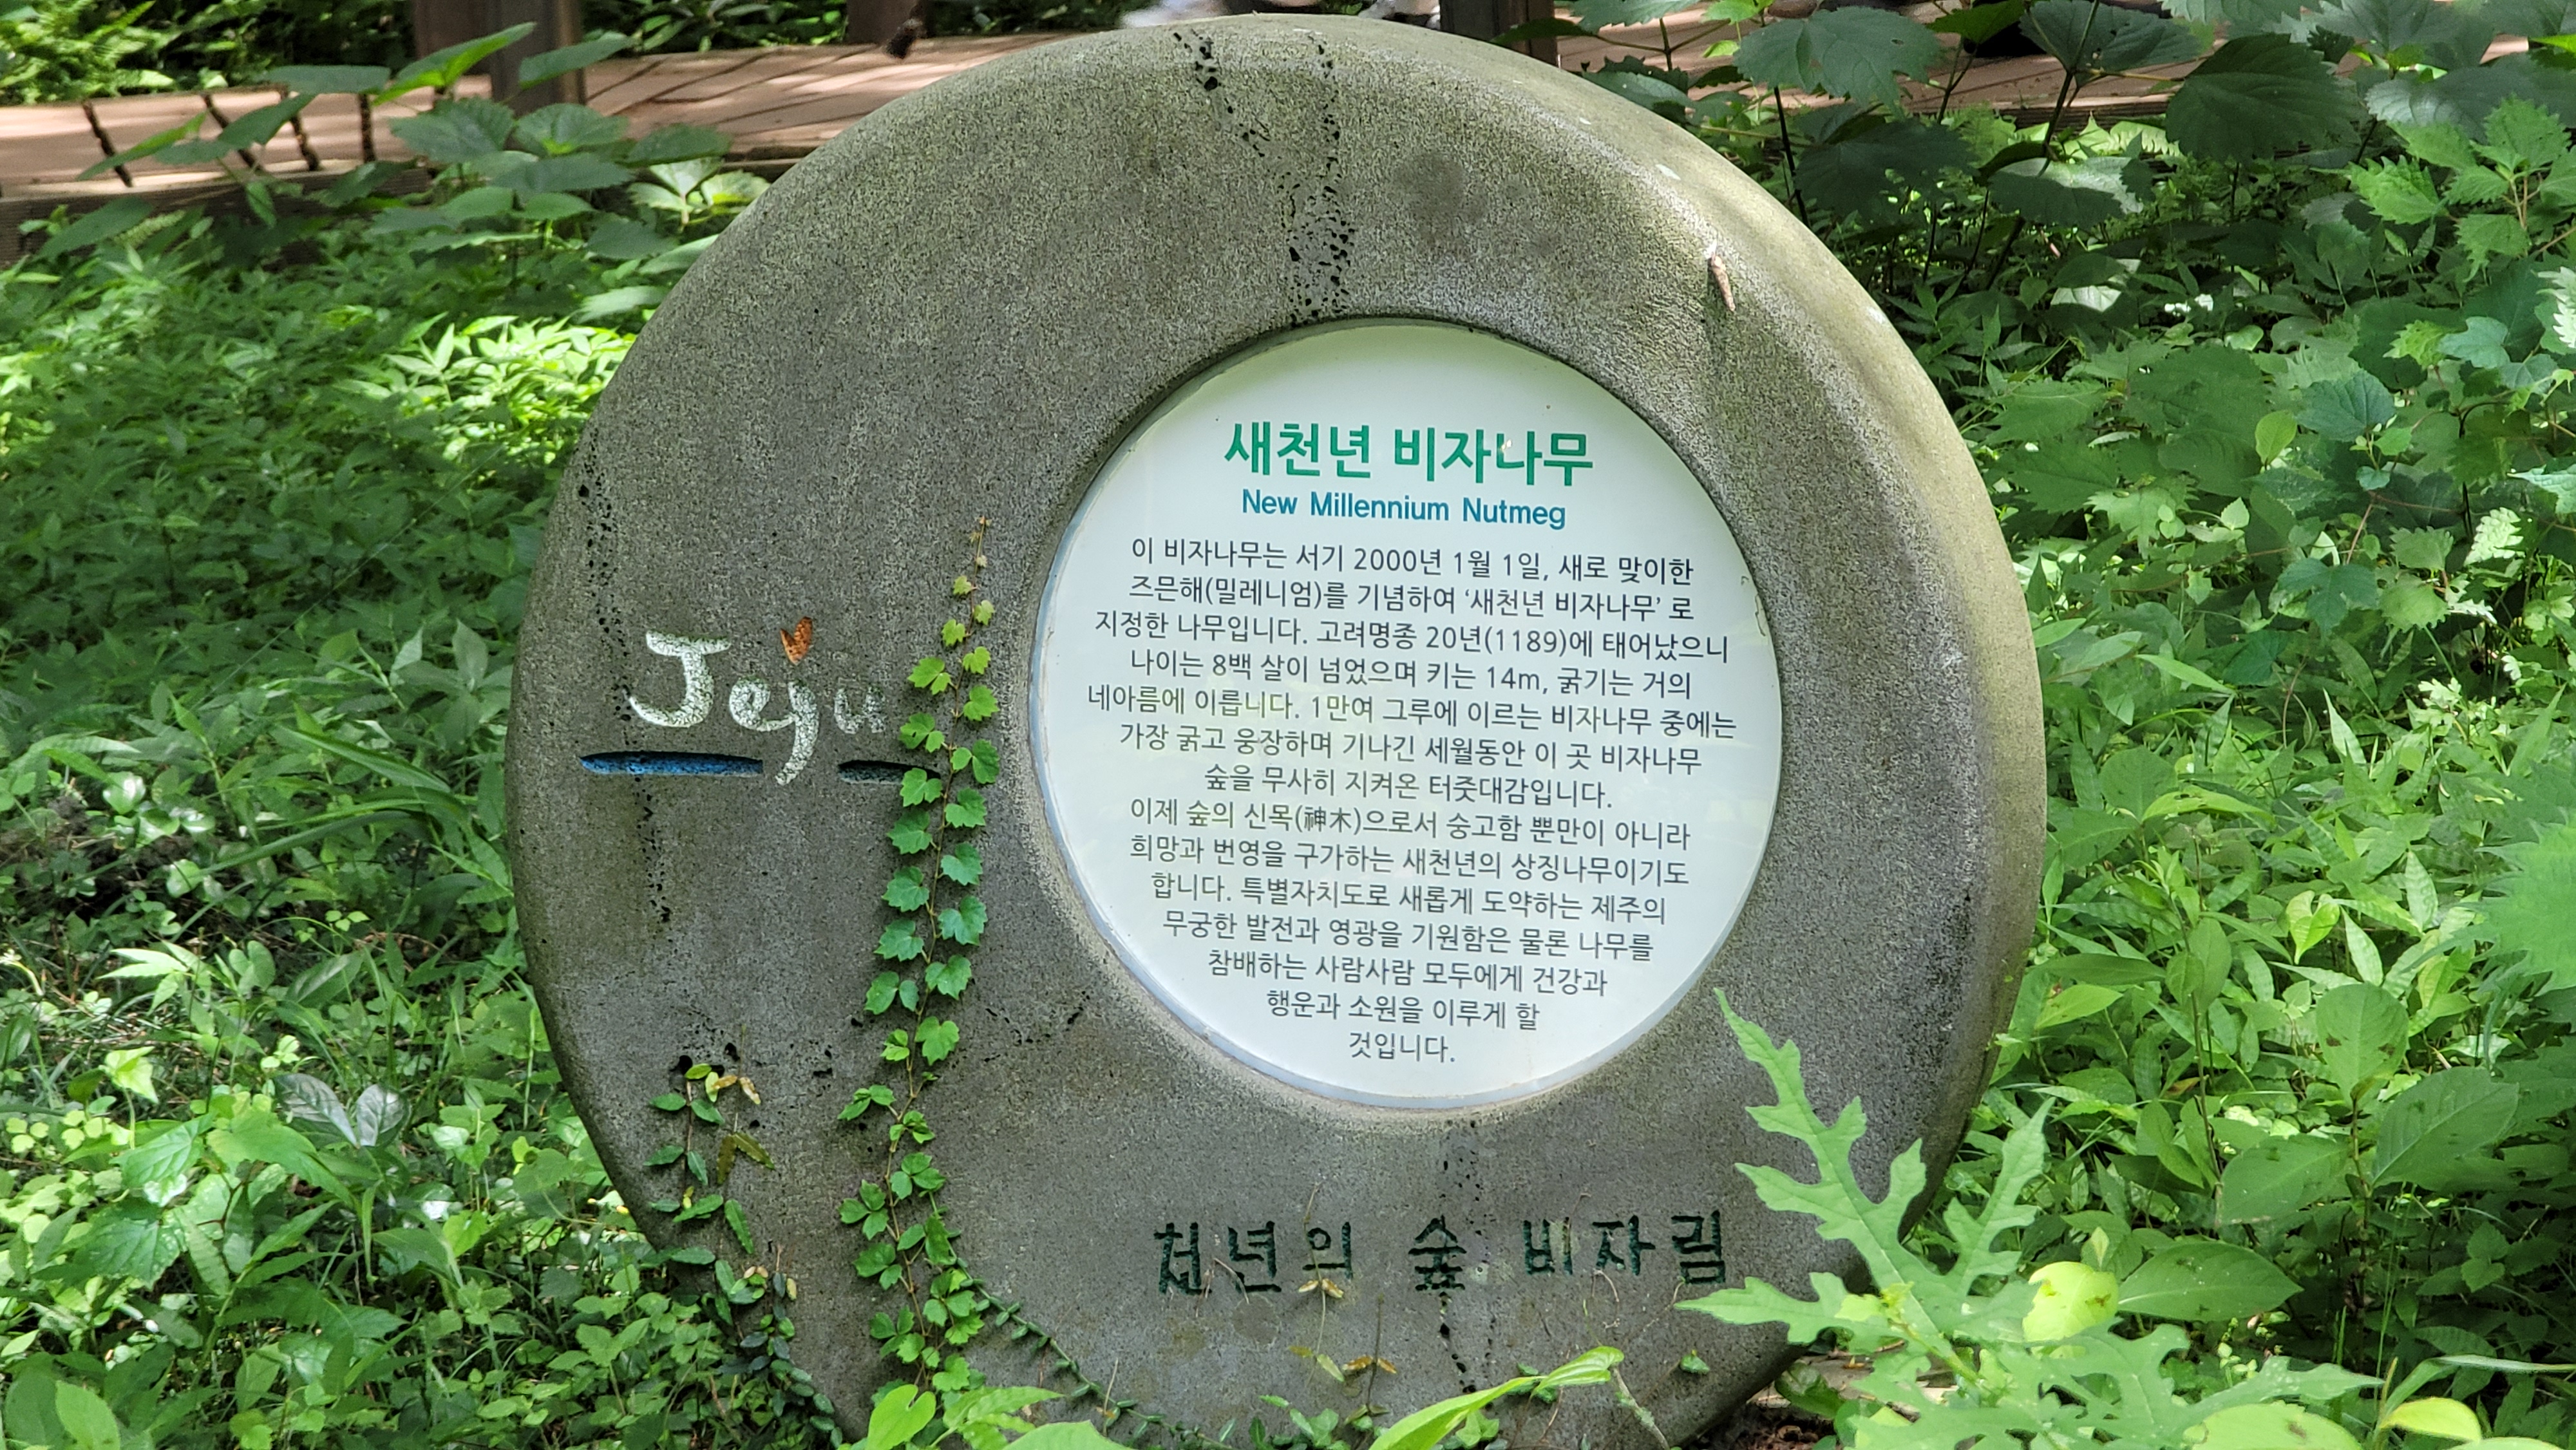 새천년 비자나무
New Millennium Nutmeg
이 비자나무는 서기 2000년 1월 1일, 새로 맞이한
즈믄해(밀레니엄)를 기념하여 ‘새천년 비자나무’ 로
지정한 나무입니다. 고려명종 20년(1189)에 태어났으니
나이는 8백 살이 넘었으며 키는 14m, 굵기는 거의
네아름에 이릅니다. 1만여 그루에 이르는 비자나무 중에는
가장 굵고 웅장하며 기나긴 세월동안 이 곳 비자나무
숲을 무사히 지켜온 터줏대감입니다.
이제 숲의 신목(神木)으로서 숭고함 뿐만이 아니라
희망과 번영을 구가하는 새천년의 상징나무이기도
합니다. 특별자치도로 새롭게 도약하는 제주의
무궁한 발전과 영광을 기원함은 물론 나무를
참배하는 사람사람 모두에게 건강과
행운과 소원을 이루게 할
것입니다.
Jeju
천년의 숲 비자림